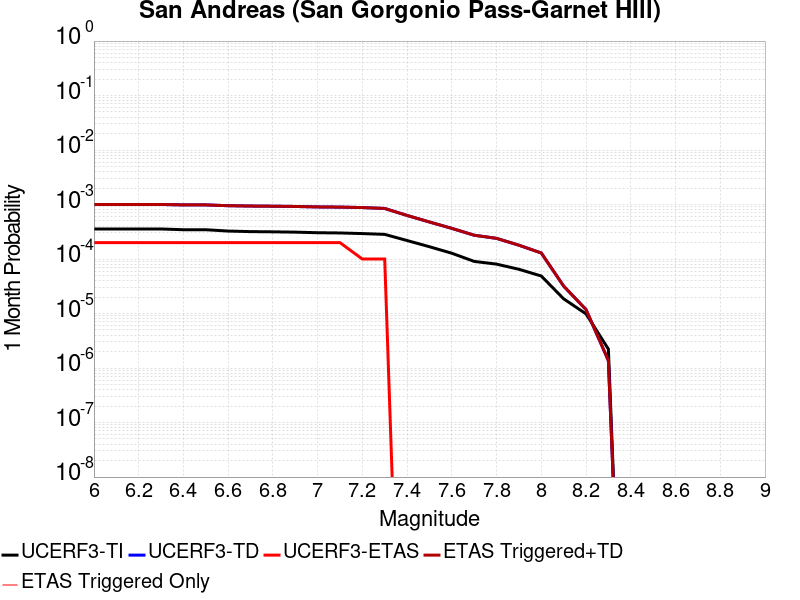 San Andreas (San Gorgonio Pass-Garnet HIll)
10 0
10 -1
10 -2
10 -3
10 -4
10 -5
10 -6
10 -7
10 -8
1 Month Probability
6 6.2 6.4 6.6 6.8 7 7.2 7.4 7.6 7.8 8 8.2 8.4 8.6 8.8 9
Magnitude
UCERF3-TI UCERF3-TD UCERF3-ETAS ETAS Triggered+TD
ETAS Triggered Only